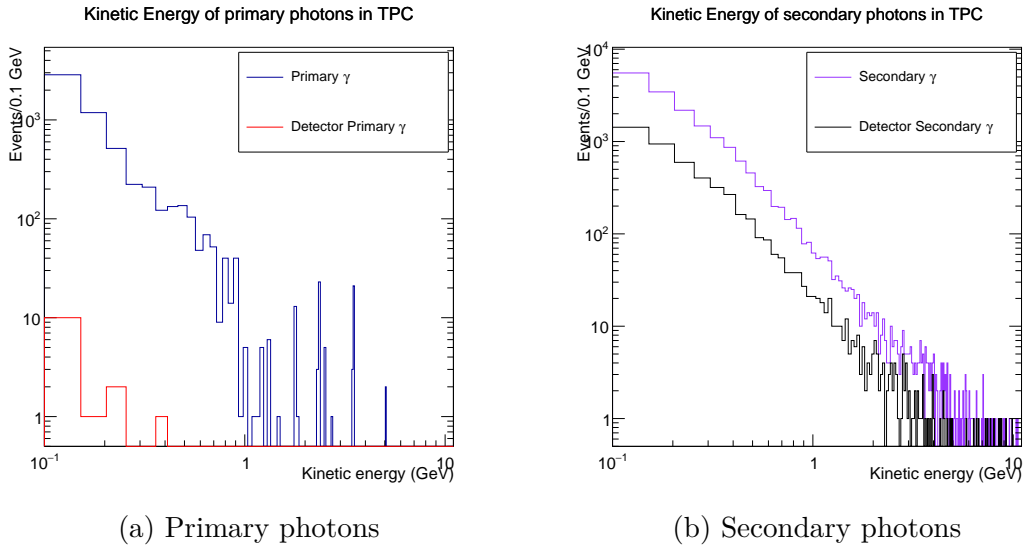 Kinetic Energy of primary photons in TPC
Events/0.1 GeV
Primary γ
Detector Primary γ
10³
10²
10
1
10⁻¹ 1 10
Kinetic energy (GeV)
(a) Primary photons
Kinetic Energy of secondary photons in TPC
Events/0.1 GeV
Secondary γ
Detector Secondary γ
10⁴
10³
10²
10
1
10⁻¹ 1 10
Kinetic energy (GeV)
(b) Secondary photons